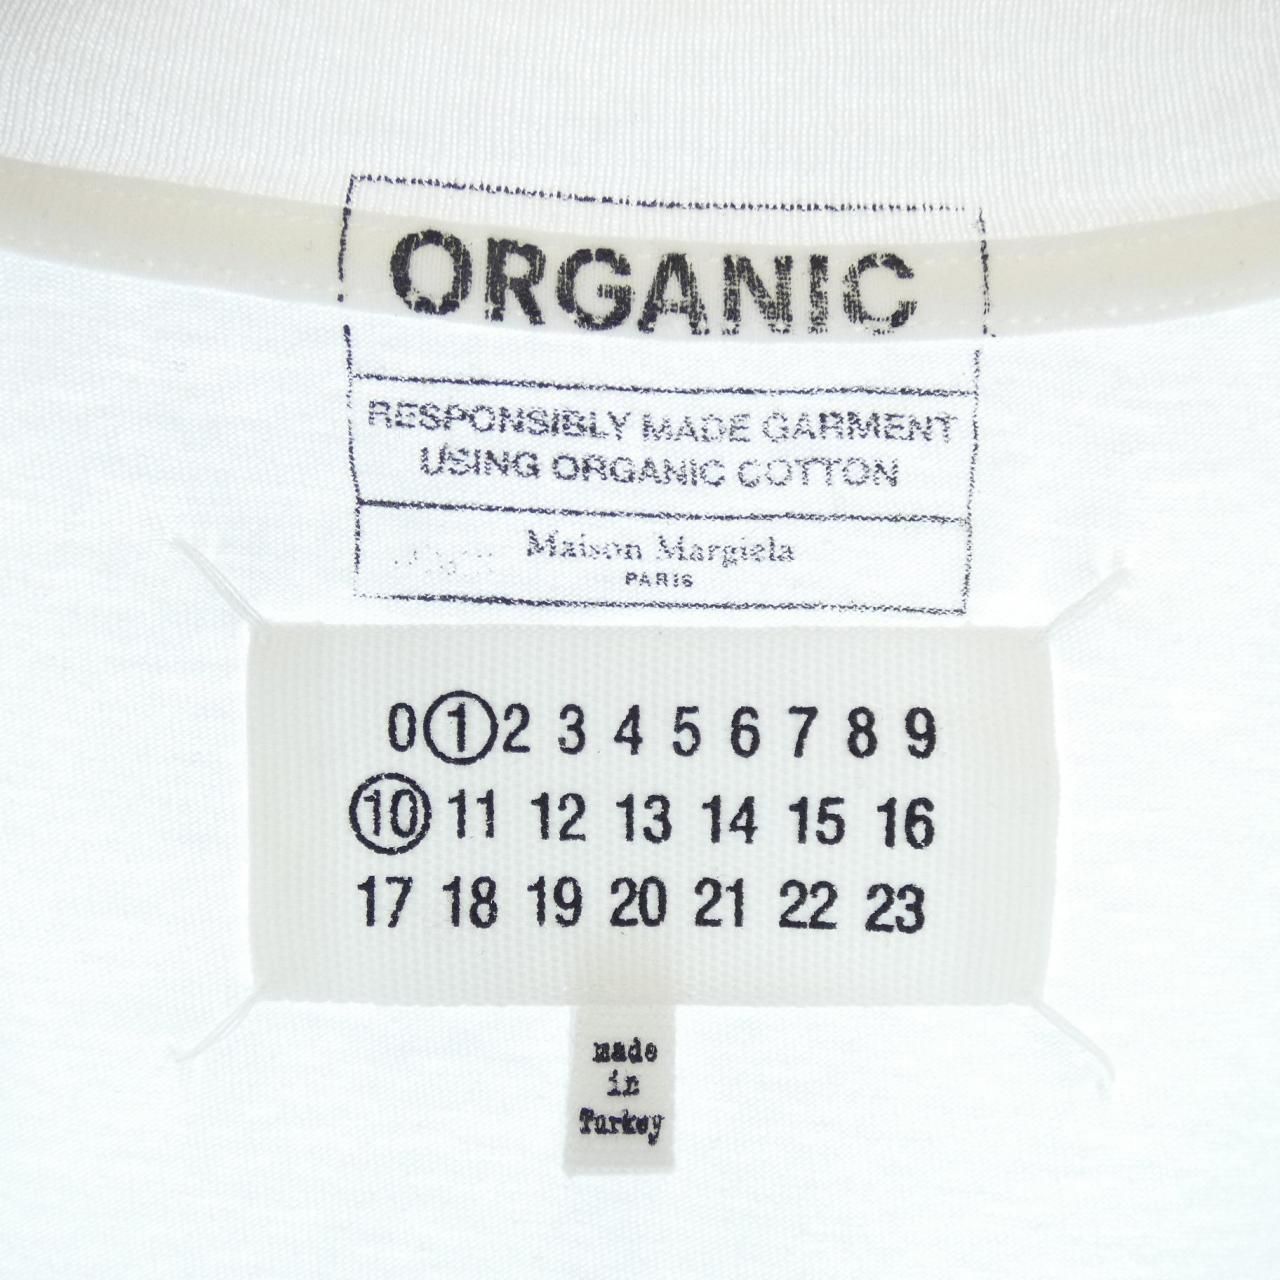 ORGANIC
RESPONSIBLY MADE GARMENT
USING ORGANIC COTTON
Maison Margiela
PARIS
0 1 2 3 4 5 6 7 8 9
10 11 12 13 14 15 16
17 18 19 20 21 22 23
made
in
Turkey